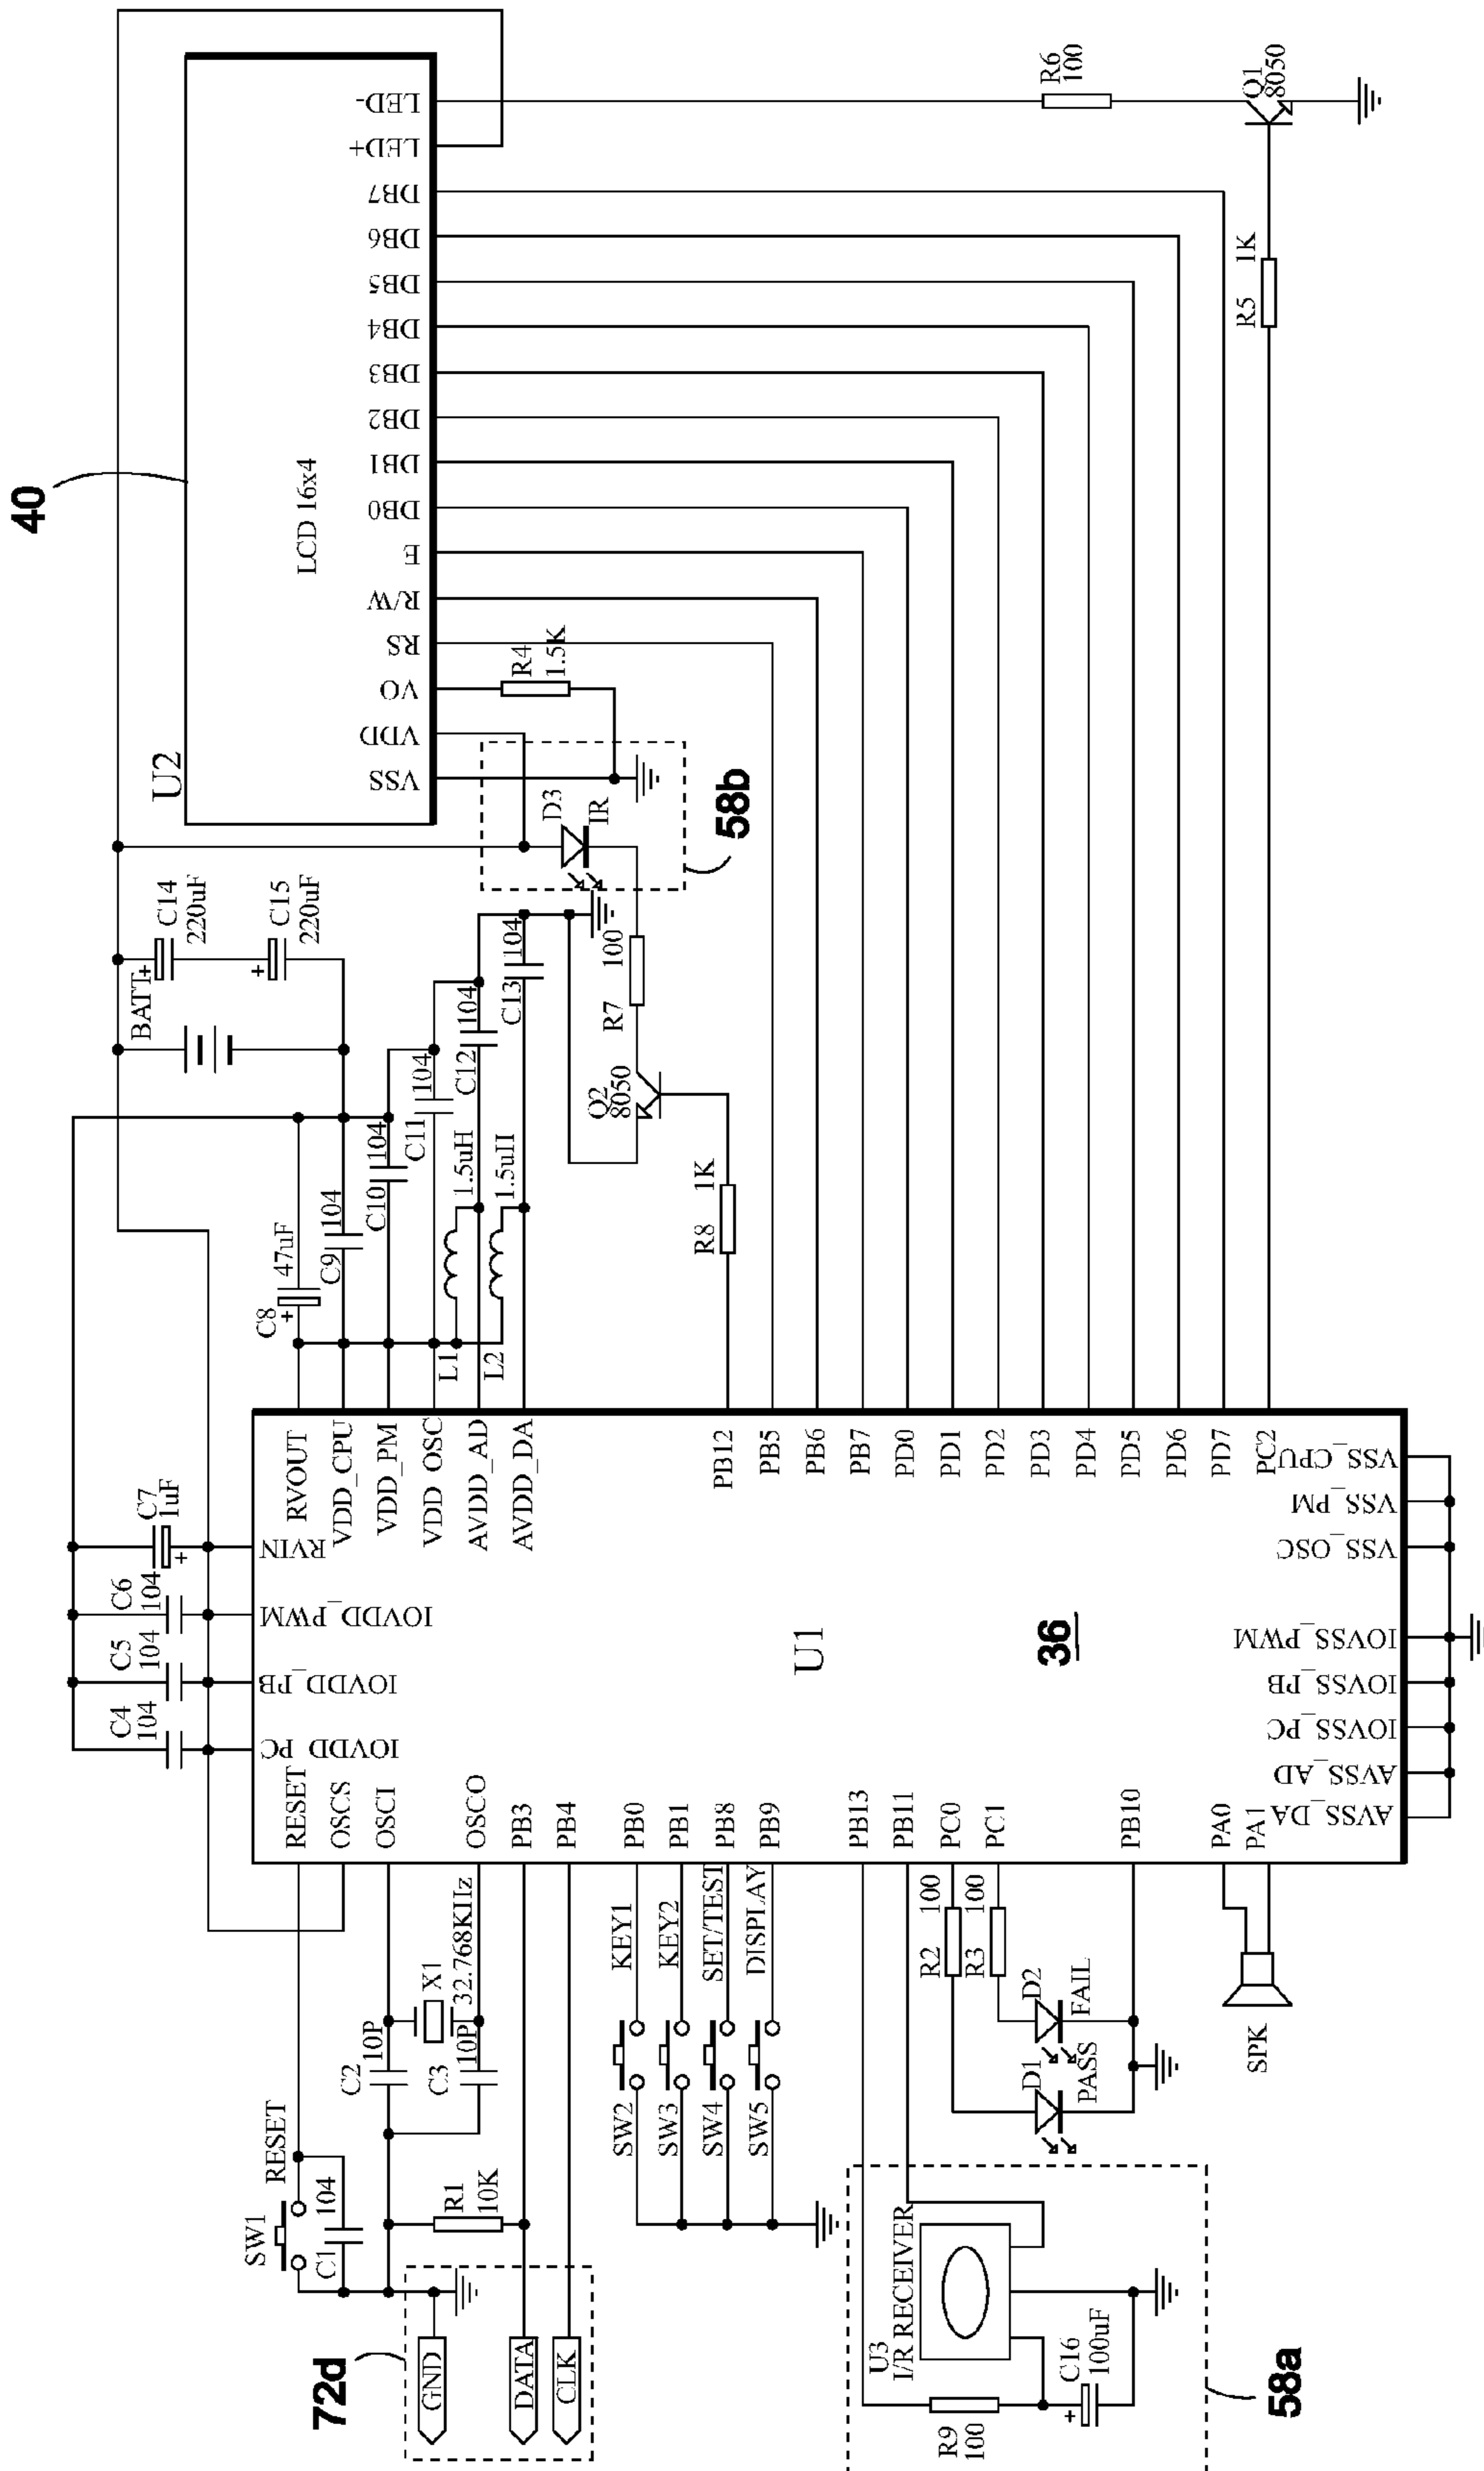 40
U2
LCD 16x4
VSS
VDD
VO
RS
R/W
E
DB0
DB1
DB2
DB3
DB4
DB5
DB6
DB7
LED+
LED-
R6
100
Q1
8050
R5 1K
R4
1.5K
58b
D3
IR
BATT
+
C14
220uF
+
C15
220uF
C8
+
47uF
C9
104
C10
104
C11
104
C12
104
C13
104
L1
1.5uH
L2
1.5uH
R7
100
Q2
8050
R8 1K
C4
104
C5
104
C6
104
C7
1uF
+
IOVDD_PC
IOVDD_PB
IOVDD_PWM
RVIN
RVOUT
VDD_CPU
VDD_PM
VDD_OSC
AVDD_AD
AVDD_DA
PB12
PB5
PB6
PB7
PD0
PD1
PD2
PD3
PD4
PD5
PD6
PD7
PC2
U1
36
RESET
OSCS
OSCI
OSCO
PB3
PB4
PB0
PB1
PB8
PB9
PB13
PB11
PC0
PC1
PB10
PA0
PA1
AVSS_DA
AVSS_AD
IOVSS_PC
IOVSS_PB
IOVSS_PWM
VSS_OSC
VSS_PM
VSS_CPU
SW1
RESET
C1
104
C2
10P
X1
32.768KHz
C3
10P
R1
10K
72d
GND
DATA
CLK
SW2
KEY1
SW3
KEY2
SW4
SET/TEST
SW5
DISPLAY
R2
100
R3
100
D1
PASS
D2
FAIL
SPK
U3
I/R RECEIVER
R9
100
+
C16
100uF
58a